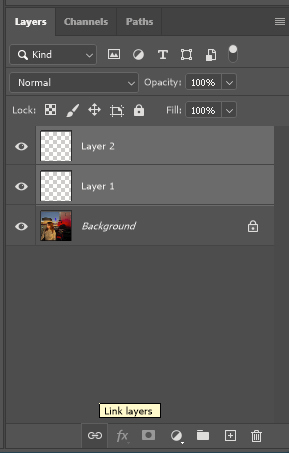 Layers Channels Paths
Kind
Normal Opacity: 100%
Lock: Fill: 100%
Layer 2
Layer 1
Background
Link layers
fx